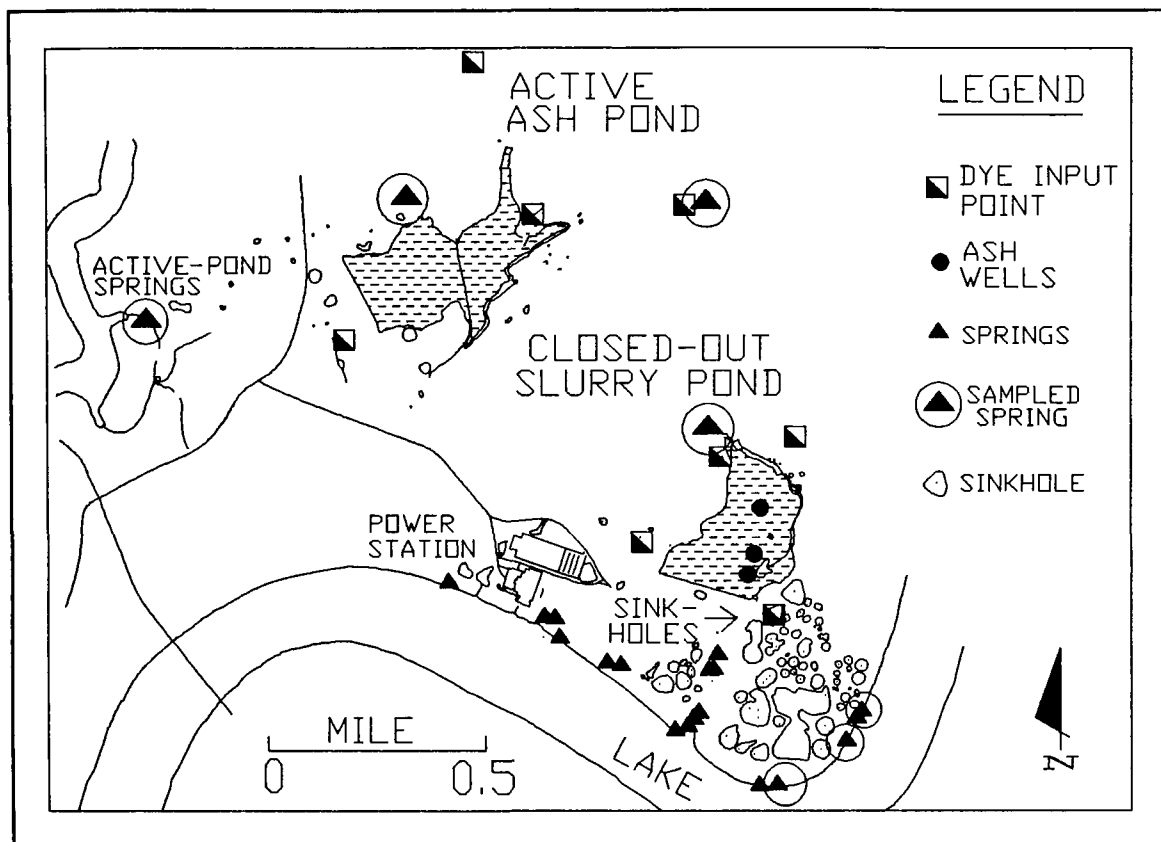 ACTIVE
ASH POND
LEGEND
DYE INPUT
POINT
ASH
WELLS
SPRINGS
SAMPLED
SPRING
SINKHOLE
ACTIVE-POND
SPRINGS
CLOSED-OUT
SLURRY POND
POWER
STATION
SINK-
HOLES
MILE
0 0.5
LAKE
N